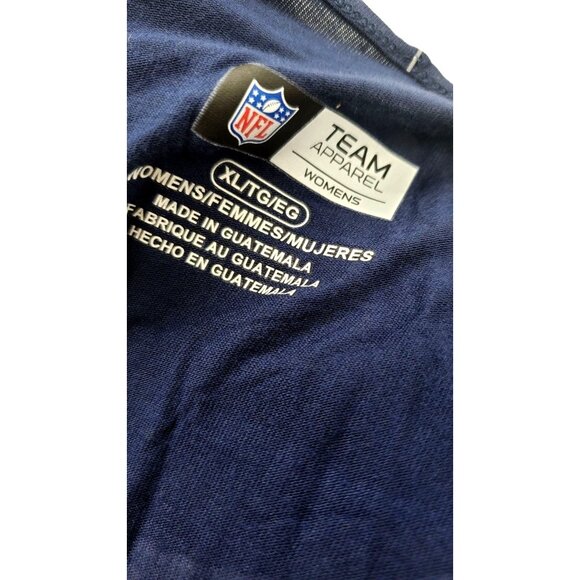 NFL
TEAM
APPAREL
WOMENS
XL/TG/EG
WOMENS/FEMMES/MUJERES
MADE IN GUATEMALA
FABRIQUE AU GUATEMALA
HECHO EN GUATEMALA